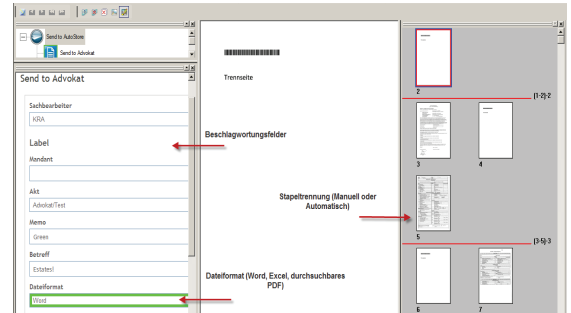 Send to AutoStore
Send to Advokat
Send to Advokat
Sachbearbeiter
KRA
Label
Mandant
Akt
Advokat/Test
Memo
Green
Betreff
Estates!
Dateiformat
Word
Trennseite
Beschlagwortungsfelder
Stapeltrennung (Manuell oder
Automatisch)
Dateiformat (Word, Excel, durchsuchbares
PDF)
2
[1-2]-2
3
4
5
[3-5]-3
6
7